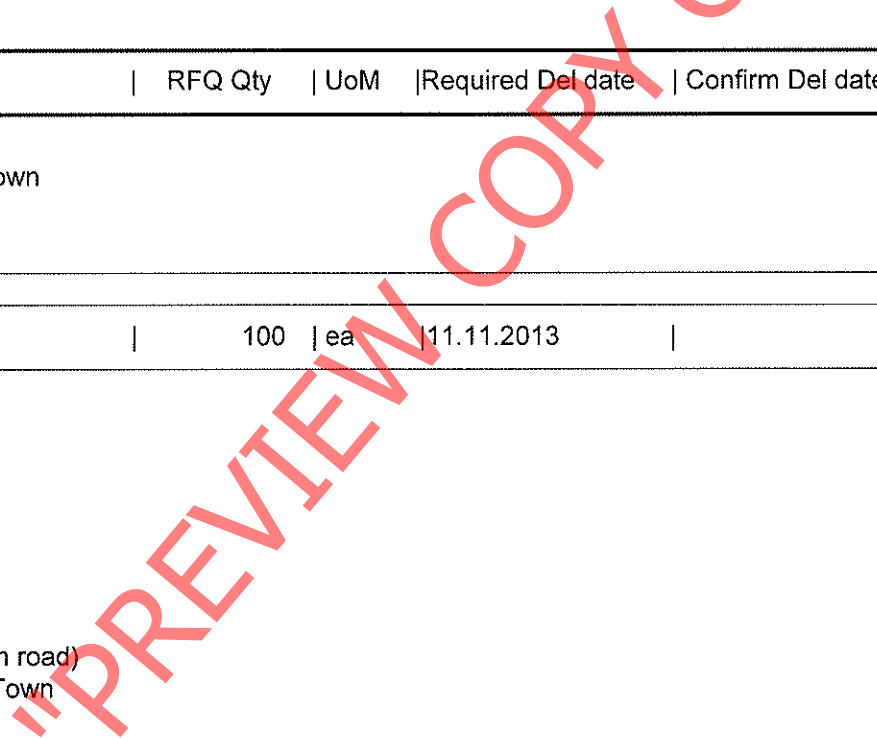 | RFQ Qty | UoM |Required Del date | Confirm Del date
own
| 100 | ea |11.11.2013 |
n road)
Town
"PREVIEW COPY